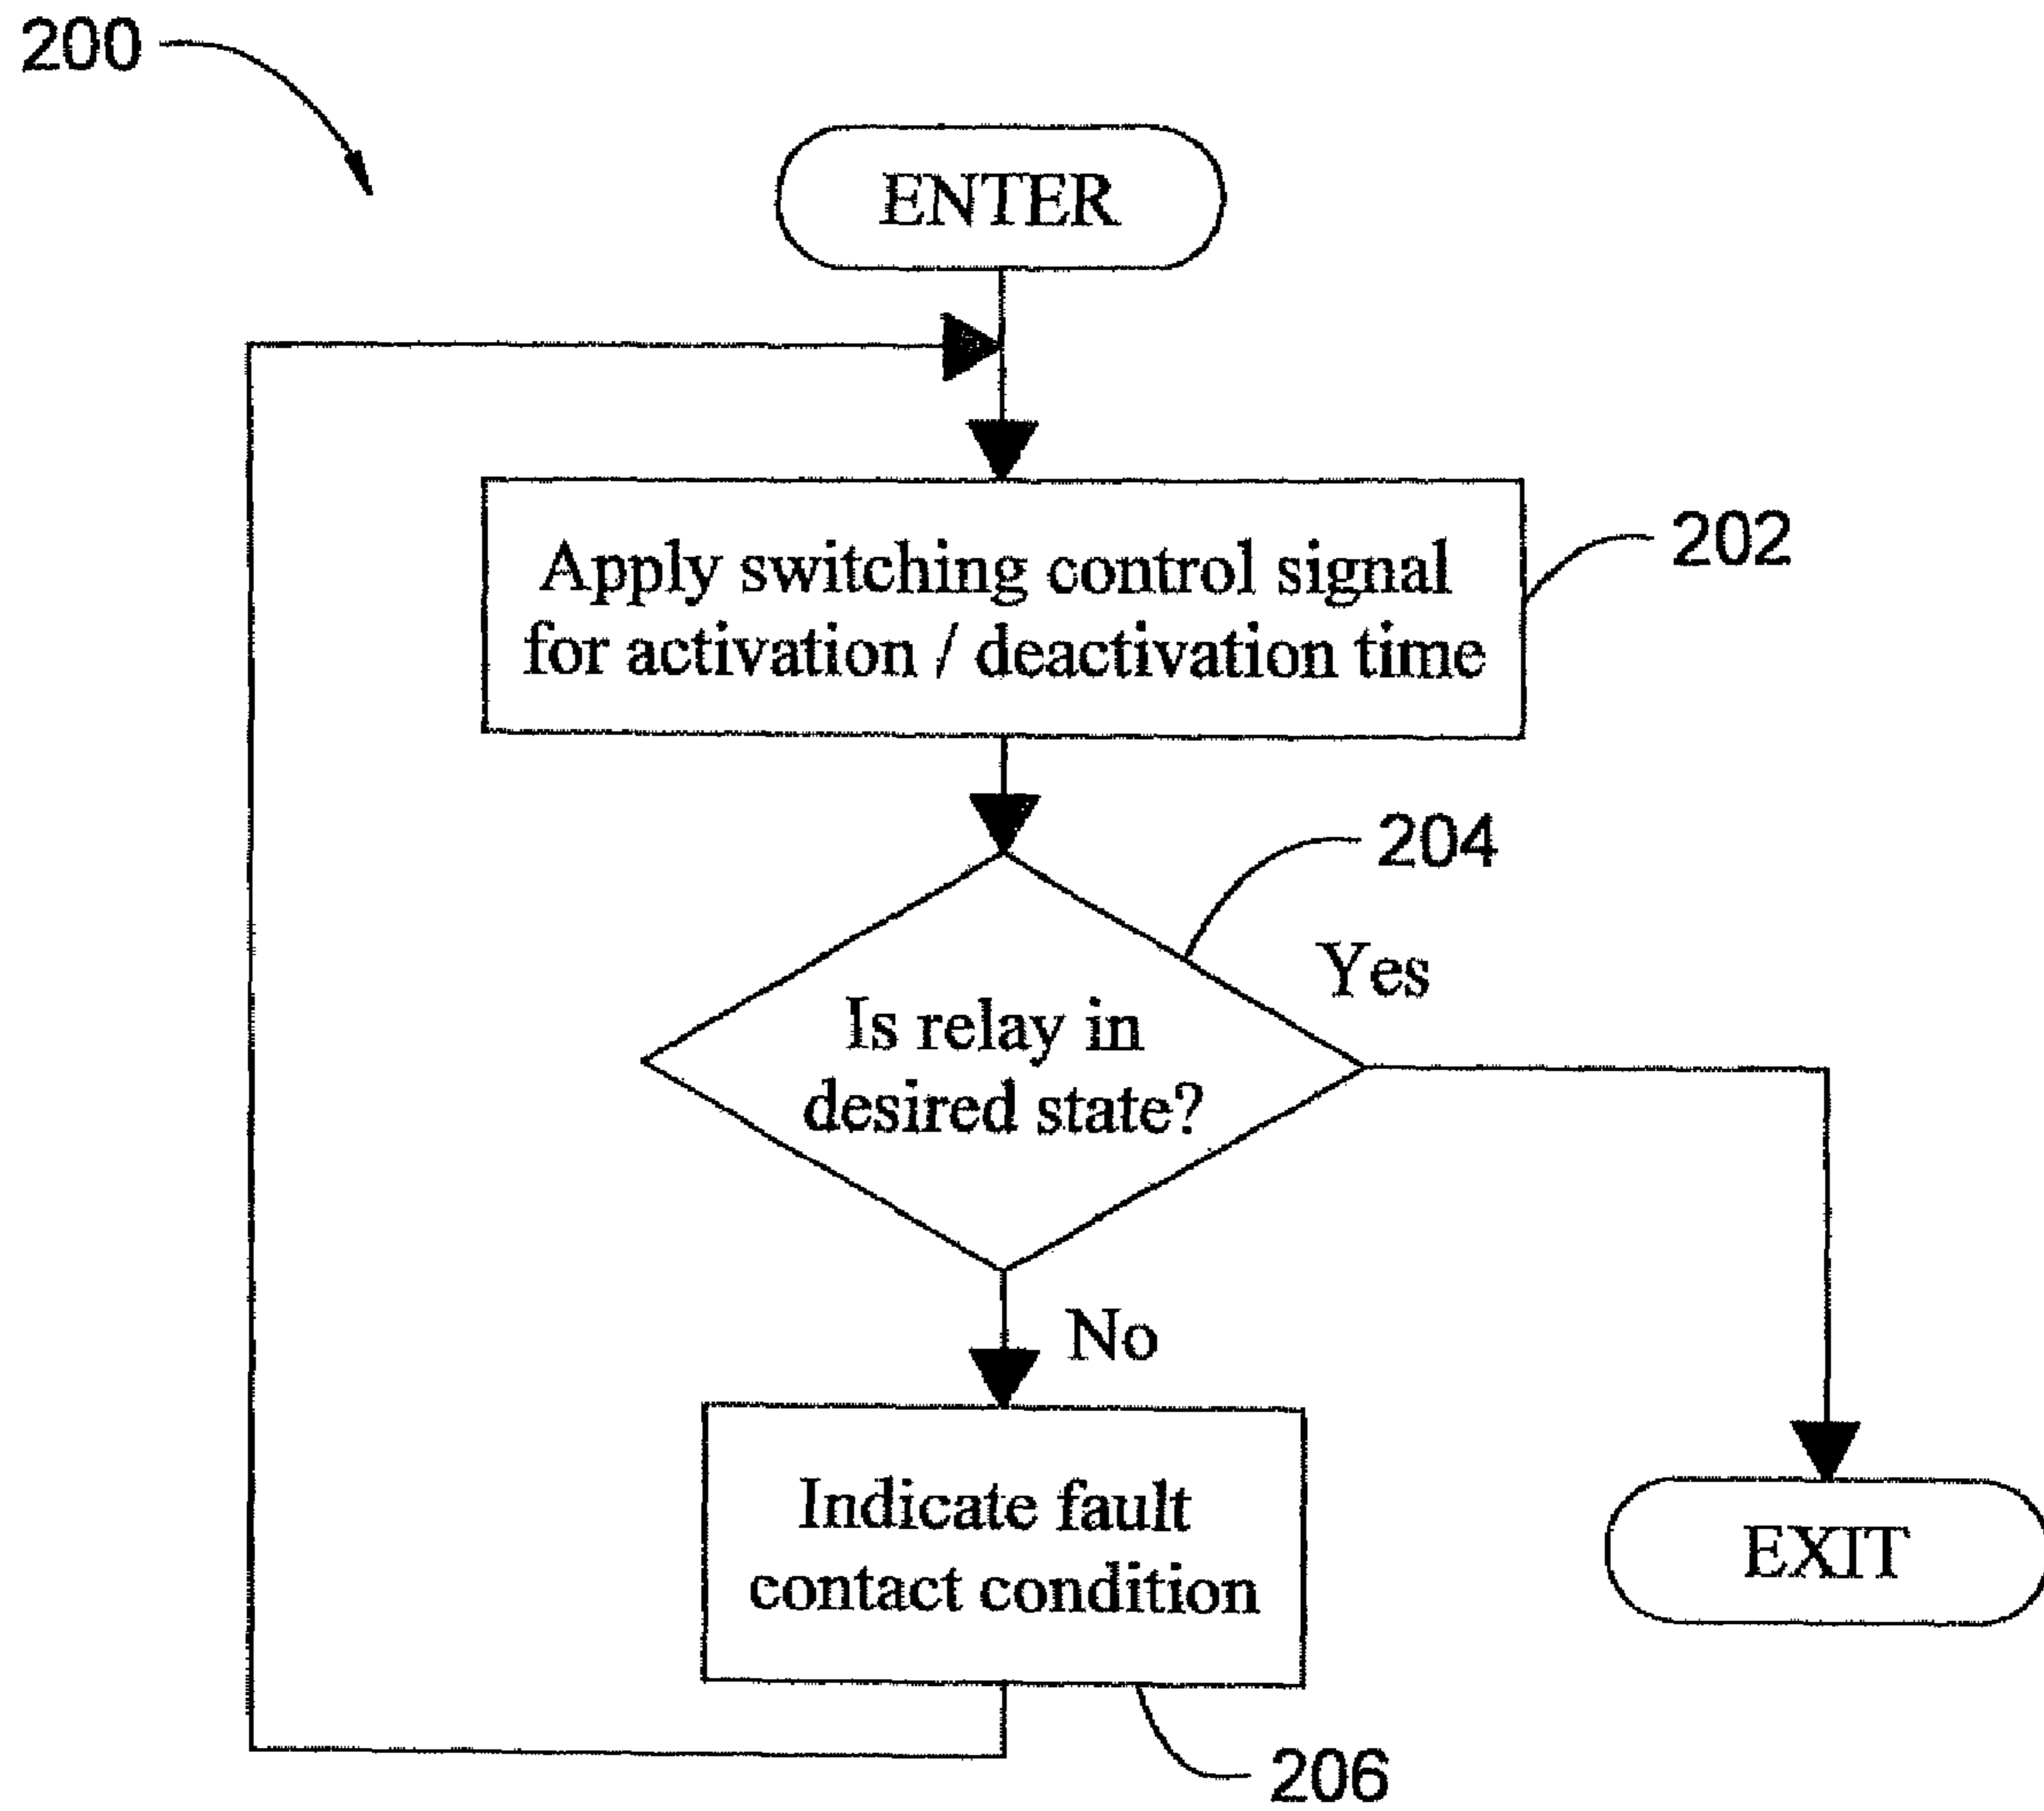 200
ENTER
Apply switching control signal
for activation / deactivation time
202
204
Yes
Is relay in
desired state?
No
Indicate fault
contact condition
EXIT
206